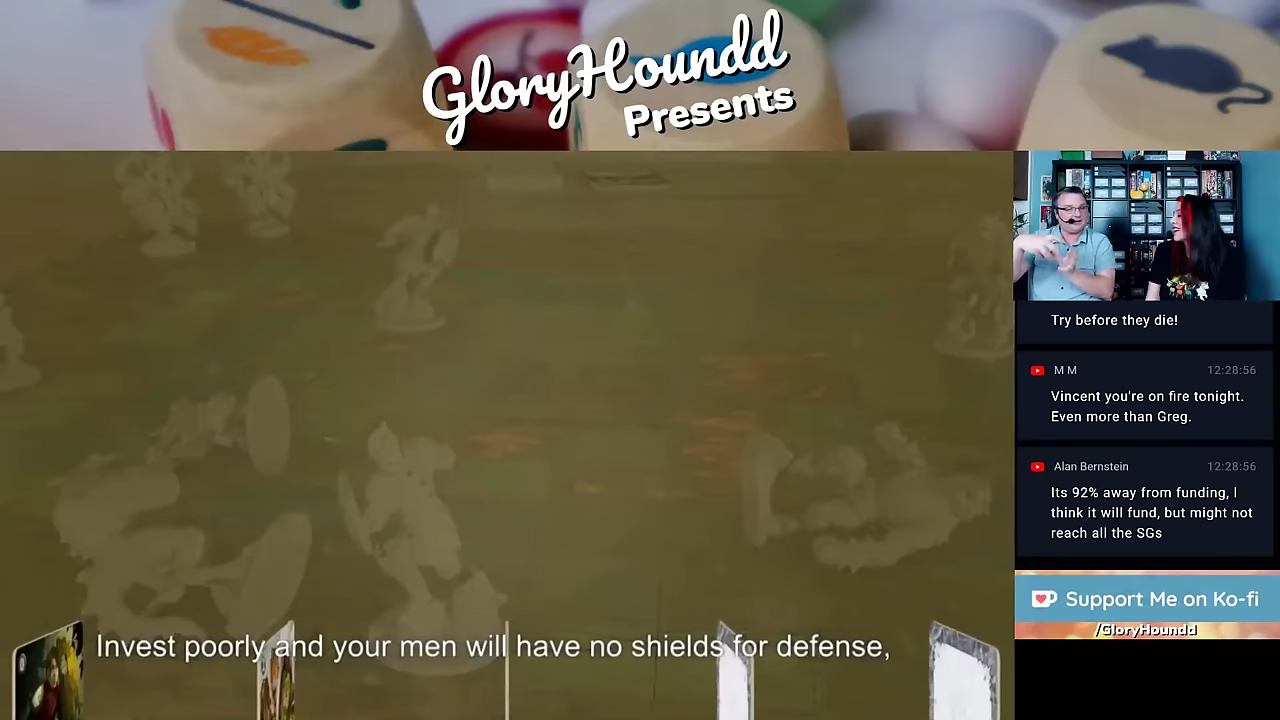 GloryHoundd
Presents
Try before they die!
M M 12:28:56
Vincent you're on fire tonight.
Even more than Greg.
Alan Bernstein 12:28:56
Its 92% away from funding, I
think it will fund, but might not
reach all the SGs
Support Me on Ko-fi
/GloryHoundd
Invest poorly and your men will have no shields for defense,